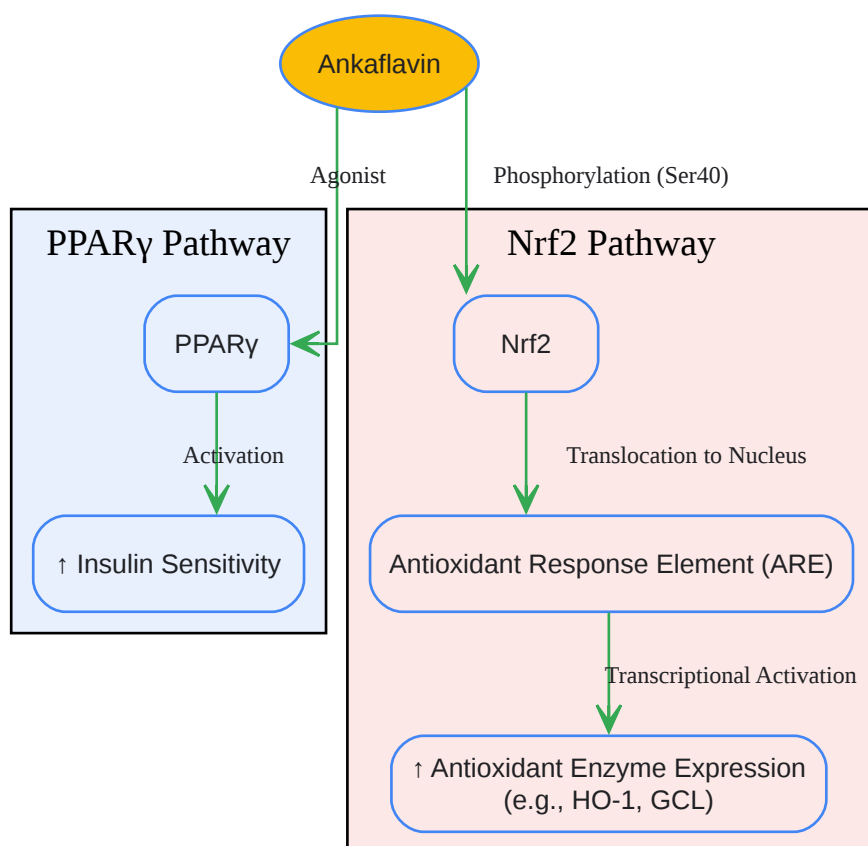 Ankaflavin
Agonist
Phosphorylation (Ser40)
PPARγ Pathway
Nrf2 Pathway
PPARγ
Nrf2
Activation
Translocation to Nucleus
↑ Insulin Sensitivity
Antioxidant Response Element (ARE)
Transcriptional Activation
↑ Antioxidant Enzyme Expression
(e.g., HO-1, GCL)